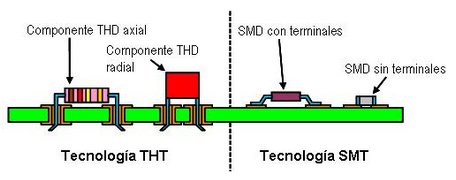 Componente THD axial
Componente THD
radial
SMD con terminales
SMD sin terminales
Tecnología THT
Tecnología SMT